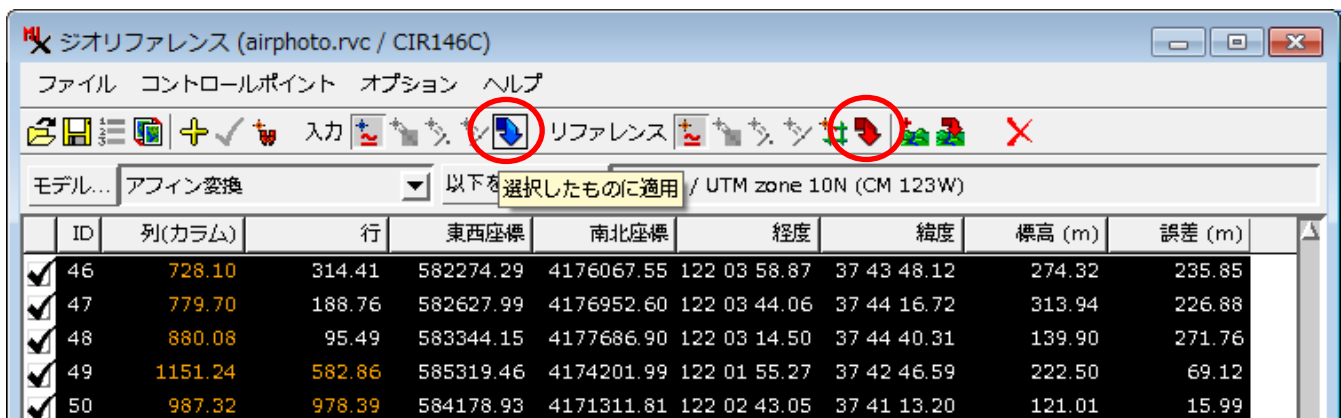 ジオリファレンス (airphoto.rvc / CIR146C)
ファイル コントロールポイント オプション ヘルプ
入力 リファレンス
モデル... アフィン変換 以下を / UTM zone 10N (CM 123W)
選択したものに適用
ID 列(カラム) 行 東西座標 南北座標 経度 緯度 標高 (m) 誤差 (m)
46 728.10 314.41 582274.29 4176067.55 122 03 58.87 37 43 48.12 274.32 235.85
47 779.70 188.76 582627.99 4176952.60 122 03 44.06 37 44 16.72 313.94 226.88
48 880.08 95.49 583344.15 4177686.90 122 03 14.50 37 44 40.31 139.90 271.76
49 1151.24 582.86 585319.46 4174201.99 122 01 55.27 37 42 46.59 222.50 69.12
50 987.32 978.39 584178.93 4171311.81 122 02 43.05 37 41 13.20 121.01 15.99